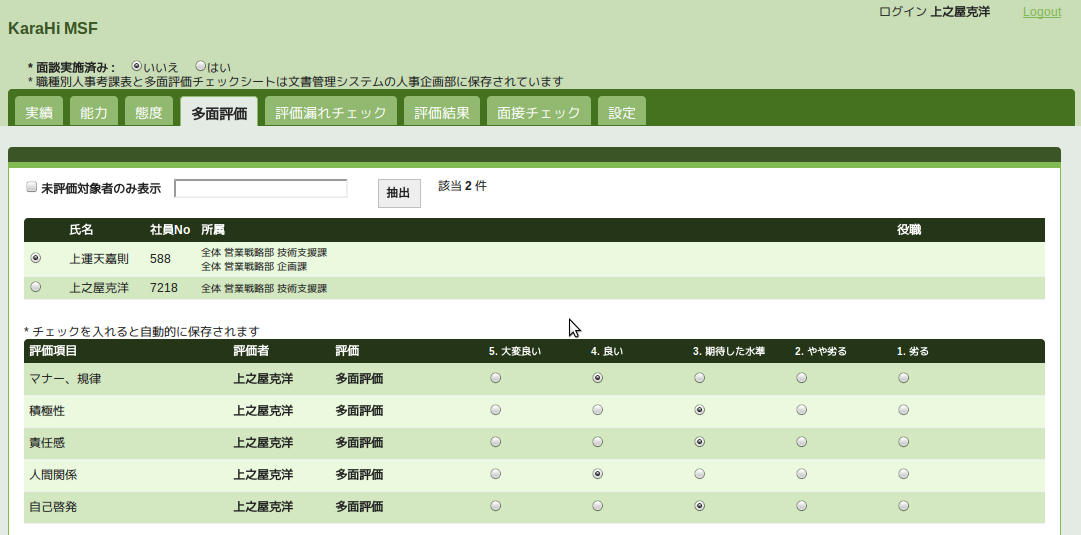 ログイン 上之屋克洋 Logout
KaraHi MSF
* 面談実施済み : いいえ はい
* 職種別人事考課表と多面評価チェックシートは文書管理システムの人事企画部に保存されています
実績 能力 態度 多面評価 評価漏れチェック 評価結果 面接チェック 設定
未評価対象者のみ表示 抽出 該当 2 件
氏名 社員No 所属 役職
上運天嘉則 588 全体 営業戦略部 技術支援課
全体 営業戦略部 企画課
上之屋克洋 7218 全体 営業戦略部 技術支援課
* チェックを入れると自動的に保存されます
評価項目 評価者 評価 5. 大変良い 4. 良い 3. 期待した水準 2. やや劣る 1. 劣る
マナー、規律 上之屋克洋 多面評価
積極性 上之屋克洋 多面評価
責任感 上之屋克洋 多面評価
人間関係 上之屋克洋 多面評価
自己啓発 上之屋克洋 多面評価